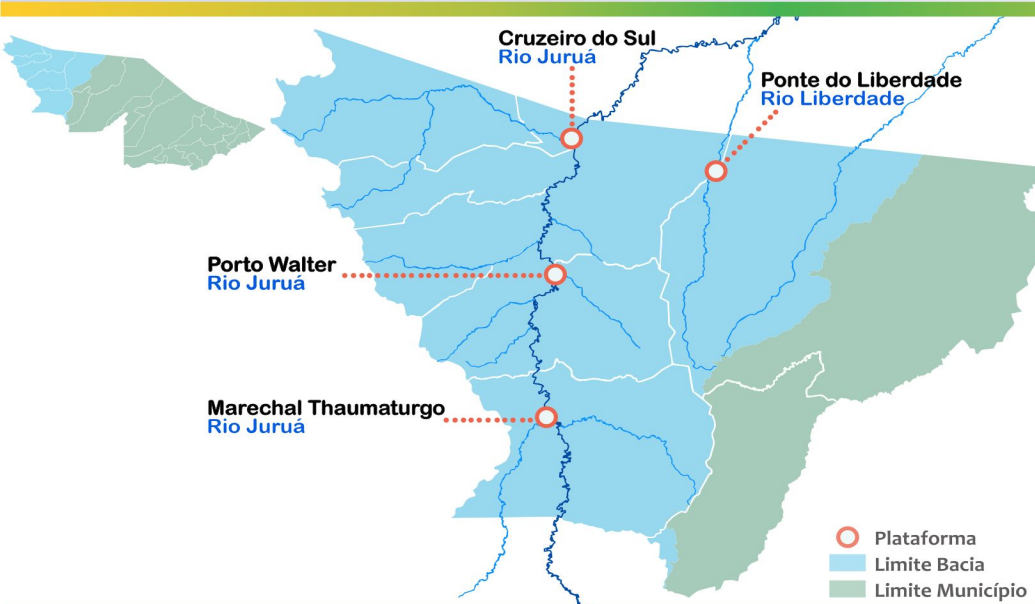 Cruzeiro do Sul
Rio Juruá
Ponte do Liberdade
Rio Liberdade
Porto Walter
Rio Juruá
Marechal Thaumaturgo
Rio Juruá
Plataforma
Limite Bacia
Limite Município